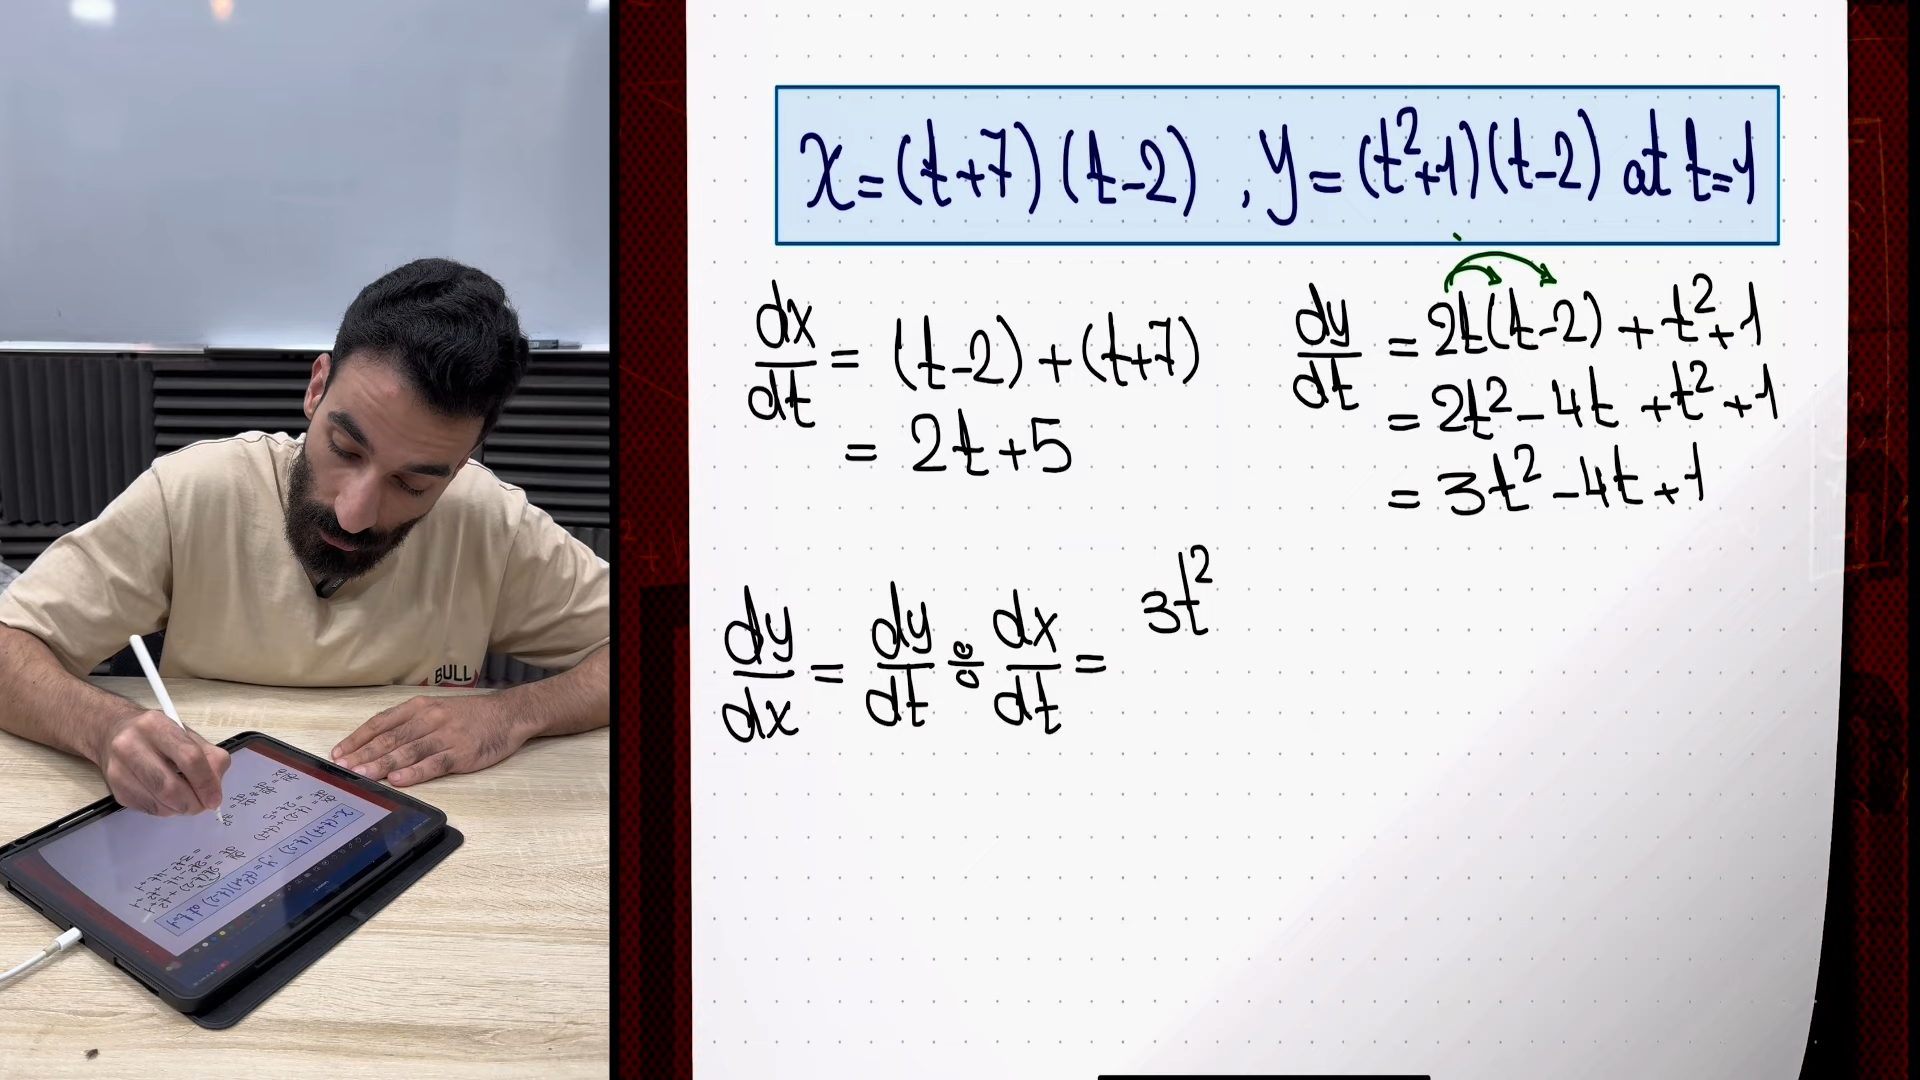 x=(t+7)(t-2) , y=(t²+1)(t-2) at t=1
dx/dt = (t-2)+(t+7)
= 2t+5
dy/dt = 2t(t-2)+t²+1
= 2t²-4t+t²+1
= 3t²-4t+1
dy/dx = dy/dt ÷ dx/dt = 3t²
BULL